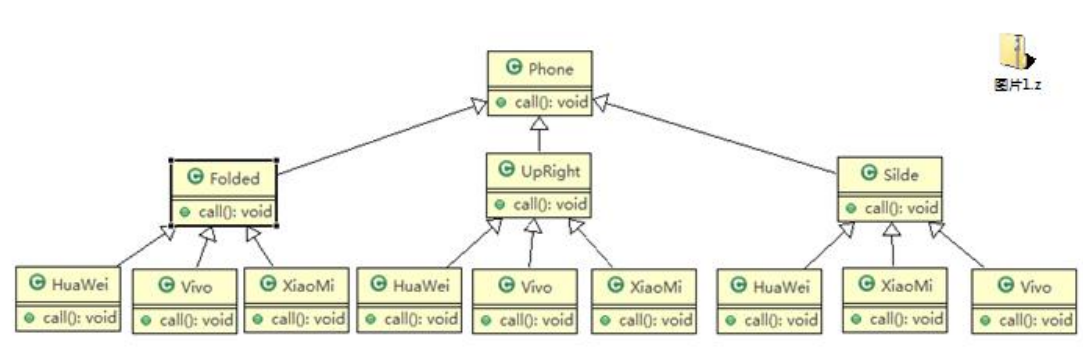 Phone
call(): void
图片1.z
Folded
call(): void
UpRight
call(): void
Silde
call(): void
HuaWei
call(): void
Vivo
call(): void
XiaoMi
call(): void
HuaWei
call(): void
Vivo
call(): void
XiaoMi
call(): void
HuaWei
call(): void
XiaoMi
call(): void
Vivo
call(): void